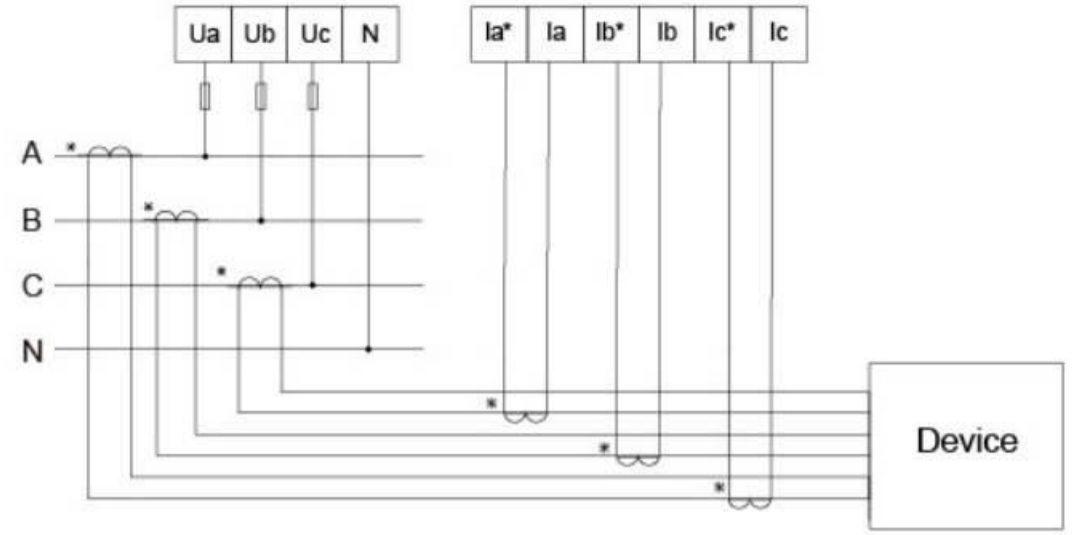 Ua Ub Uc N Ia* Ia Ib* Ib Ic* Ic
A *
B *
C *
N
*
*
*
Device